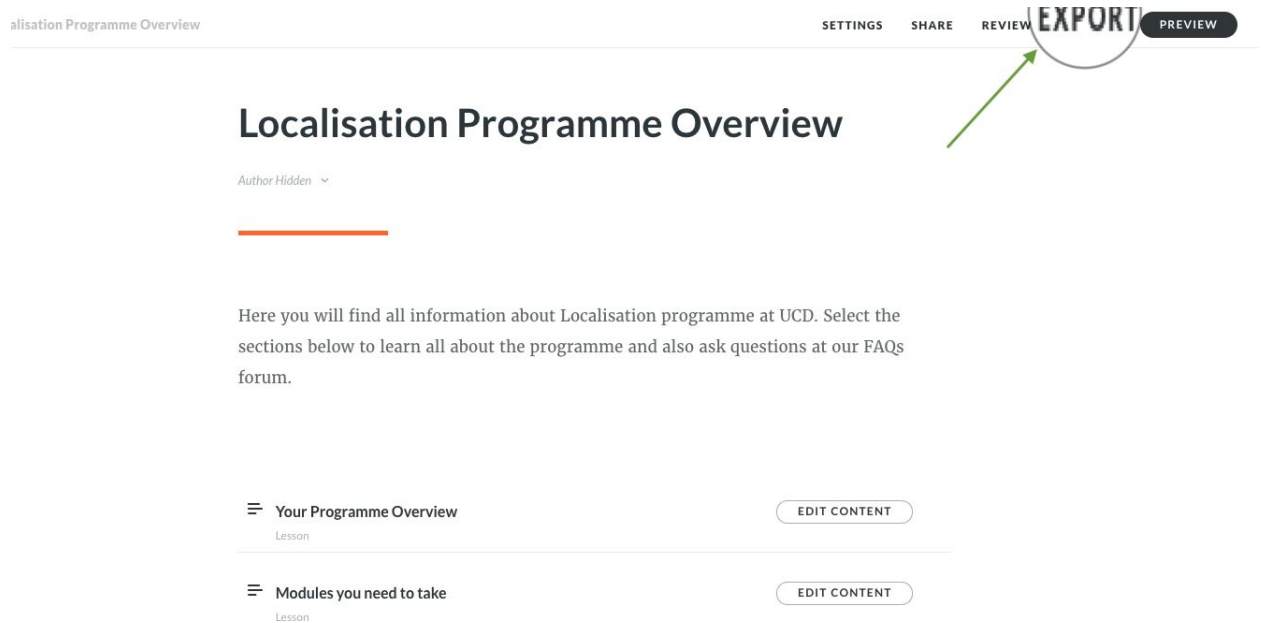 alisation Programme Overview
SETTINGS SHARE REVIEW EXPORT PREVIEW
Localisation Programme Overview
Author Hidden
Here you will find all information about Localisation programme at UCD. Select the
sections below to learn all about the programme and also ask questions at our FAQs
forum.
Your Programme Overview EDIT CONTENT
Lesson
Modules you need to take EDIT CONTENT
Lesson